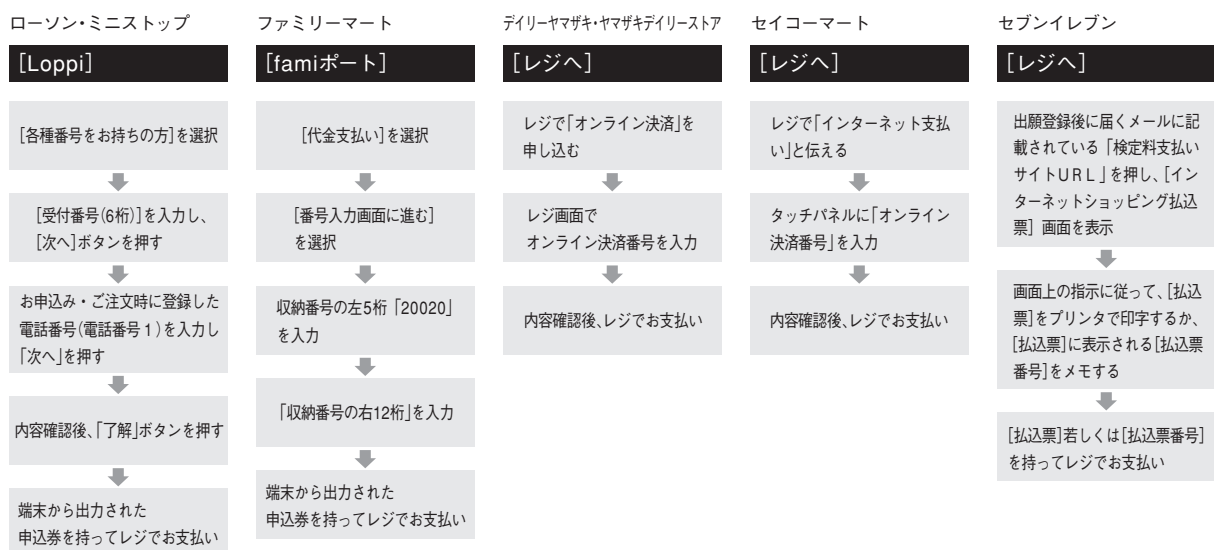 ローソン・ミニストップ
[Loppi]
[各種番号をお持ちの方]を選択
[受付番号(6桁)]を入力し、
[次へ]ボタンを押す
お申込み・ご注文時に登録した
電話番号(電話番号1)を入力し
「次へ」を押す
内容確認後、「了解」ボタンを押す
端末から出力された
申込券を持ってレジでお支払い
ファミリーマート
[famiポート]
[代金支払い]を選択
[番号入力画面に進む]
を選択
収納番号の左5桁「20020」
を入力
「収納番号の右12桁」を入力
端末から出力された
申込券を持ってレジでお支払い
デイリーヤマザキ・ヤマザキデイリーストア
[レジへ]
レジで「オンライン決済」を
申し込む
レジ画面で
オンライン決済番号を入力
内容確認後、レジでお支払い
セイコーマート
[レジへ]
レジで「インターネット支払
い」と伝える
タッチパネルに「オンライン
決済番号」を入力
内容確認後、レジでお支払い
セブンイレブン
[レジへ]
出願登録後に届くメールに記
載されている「検定料支払い
サイトURL」を押し、[イン
ターネットショッピング払込
票] 画面を表示
画面上の指示に従って、[払込
票]をプリンタで印字するか、
[払込票]に表示される[払込票
番号]をメモする
[払込票]若しくは[払込票番号]
を持ってレジでお支払い